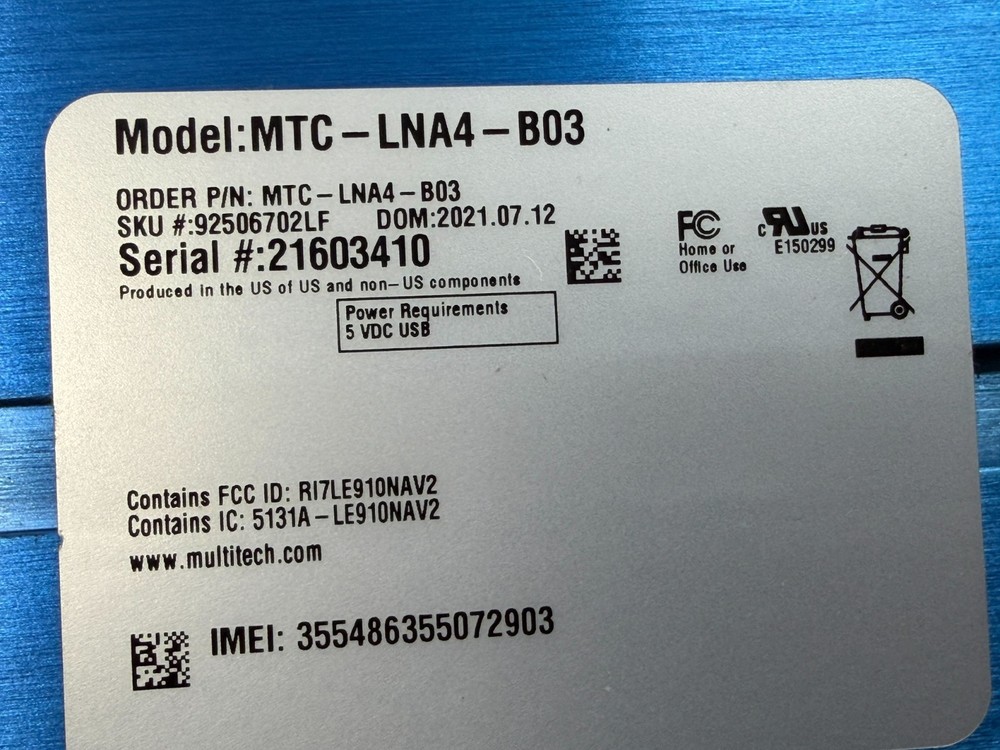 Model:MTC-LNA4-B03
ORDER P/N: MTC-LNA4-B03
SKU #:92506702LF DOM:2021.07.12
Serial #:21603410
Produced in the US of US and non-US components
Power Requirements
5 VDC USB
FC
Home or
Office Use
c RU US
E150299
Contains FCC ID: RI7LE910NAV2
Contains IC: 5131A-LE910NAV2
www.multitech.com
IMEI: 355486355072903